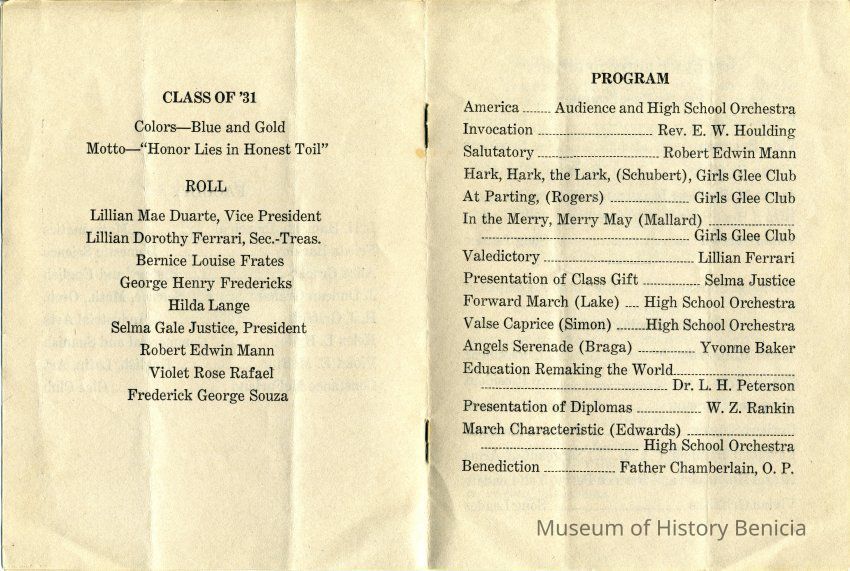 CLASS OF '31
Colors—Blue and Gold
Motto—"Honor Lies in Honest Toil"
ROLL
Lillian Mae Duarte, Vice President
Lillian Dorothy Ferrari, Sec.-Treas.
Bernice Louise Frates
George Henry Fredericks
Hilda Lange
Selma Gale Justice, President
Robert Edwin Mann
Violet Rose Rafael
Frederick George Souza
PROGRAM
America ...... Audience and High School Orchestra
Invocation ........................ Rev. E. W. Houlding
Salutatory ........................ Robert Edwin Mann
Hark, Hark, the Lark, (Schubert), Girls Glee Club
At Parting, (Rogers) ................ Girls Glee Club
In the Merry, Merry May (Mallard) ................
................................ Girls Glee Club
Valedictory ........................ Lillian Ferrari
Presentation of Class Gift ............ Selma Justice
Forward March (Lake) .... High School Orchestra
Valse Caprice (Simon) ......High School Orchestra
Angels Serenade (Braga) ............ Yvonne Baker
Education Remaking the World........................
................................ Dr. L. H. Peterson
Presentation of Diplomas ............ W. Z. Rankin
March Characteristic (Edwards) ....................
........................ High School Orchestra
Benediction ............ Father Chamberlain, O. P.
Museum of History Benicia